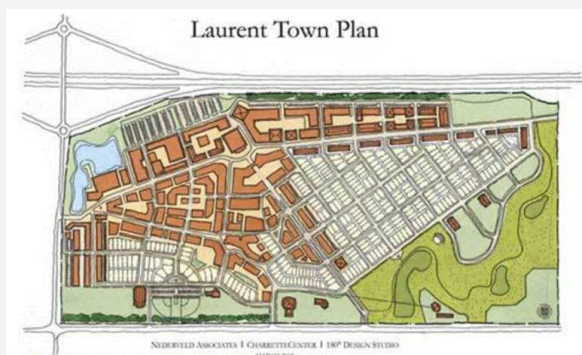 Laurent Town Plan
NEDERVELD ASSOCIATES | CHARRETTECENTER | 180° DESIGN STUDIO